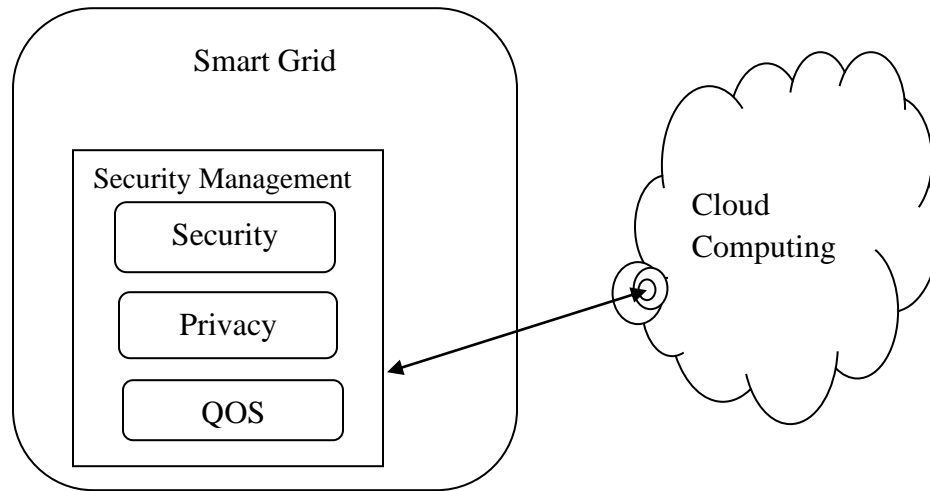 Smart Grid
Security Management
Security
Privacy
QOS
Cloud
Computing